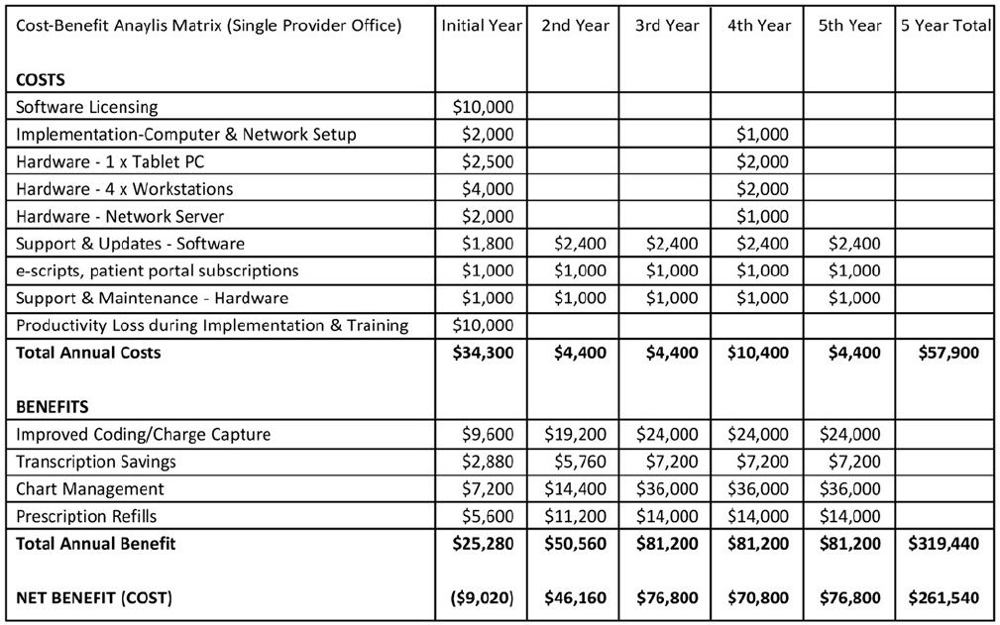 Cost-Benefit Anaylis Matrix (Single Provider Office) Initial Year 2nd Year 3rd Year 4th Year 5th Year 5 Year Total
COSTS
Software Licensing $10,000
Implementation-Computer & Network Setup $2,000 $1,000
Hardware - 1 x Tablet PC $2,500 $2,000
Hardware - 4 x Workstations $4,000 $2,000
Hardware - Network Server $2,000 $1,000
Support & Updates - Software $1,800 $2,400 $2,400 $2,400 $2,400
e-scripts, patient portal subscriptions $1,000 $1,000 $1,000 $1,000 $1,000
Support & Maintenance - Hardware $1,000 $1,000 $1,000 $1,000 $1,000
Productivity Loss during Implementation & Training $10,000
Total Annual Costs $34,300 $4,400 $4,400 $10,400 $4,400 $57,900
BENEFITS
Improved Coding/Charge Capture $9,600 $19,200 $24,000 $24,000 $24,000
Transcription Savings $2,880 $5,760 $7,200 $7,200 $7,200
Chart Management $7,200 $14,400 $36,000 $36,000 $36,000
Prescription Refills $5,600 $11,200 $14,000 $14,000 $14,000
Total Annual Benefit $25,280 $50,560 $81,200 $81,200 $81,200 $319,440
NET BENEFIT (COST) ($9,020) $46,160 $76,800 $70,800 $76,800 $261,540